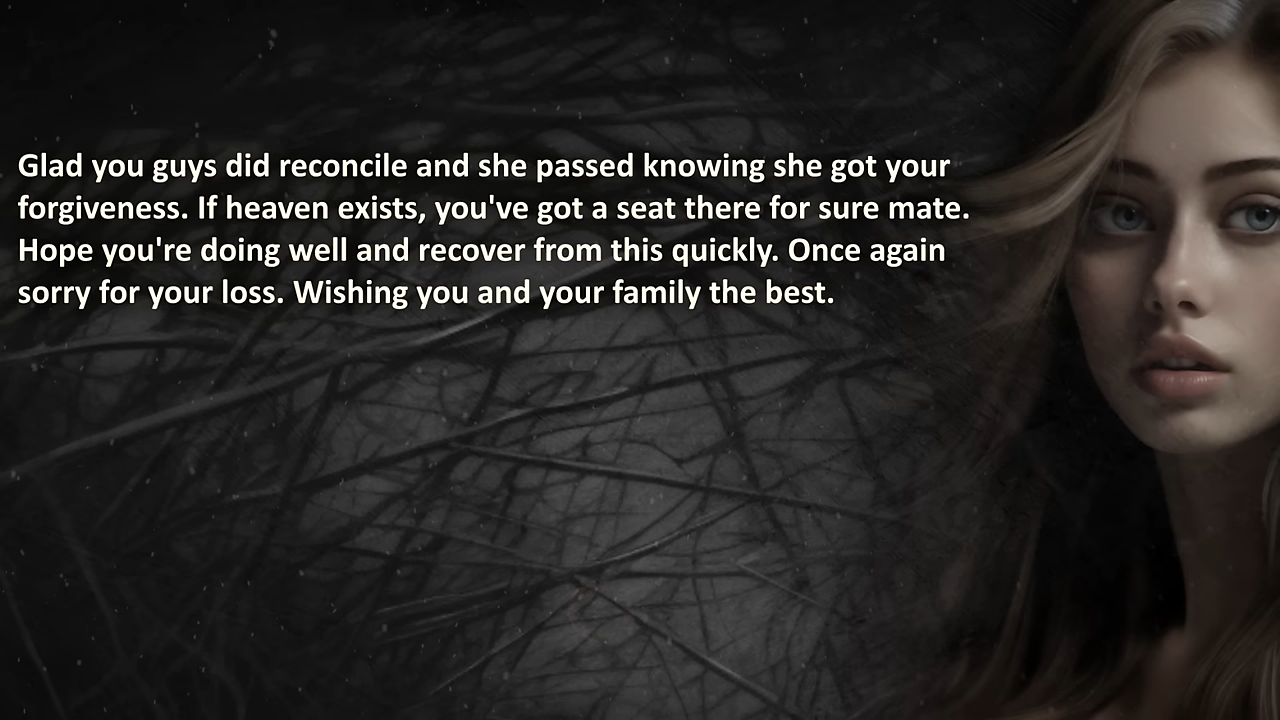 Glad you guys did reconcile and she passed knowing she got your
forgiveness. If heaven exists, you've got a seat there for sure mate.
Hope you're doing well and recover from this quickly. Once again
sorry for your loss. Wishing you and your family the best.